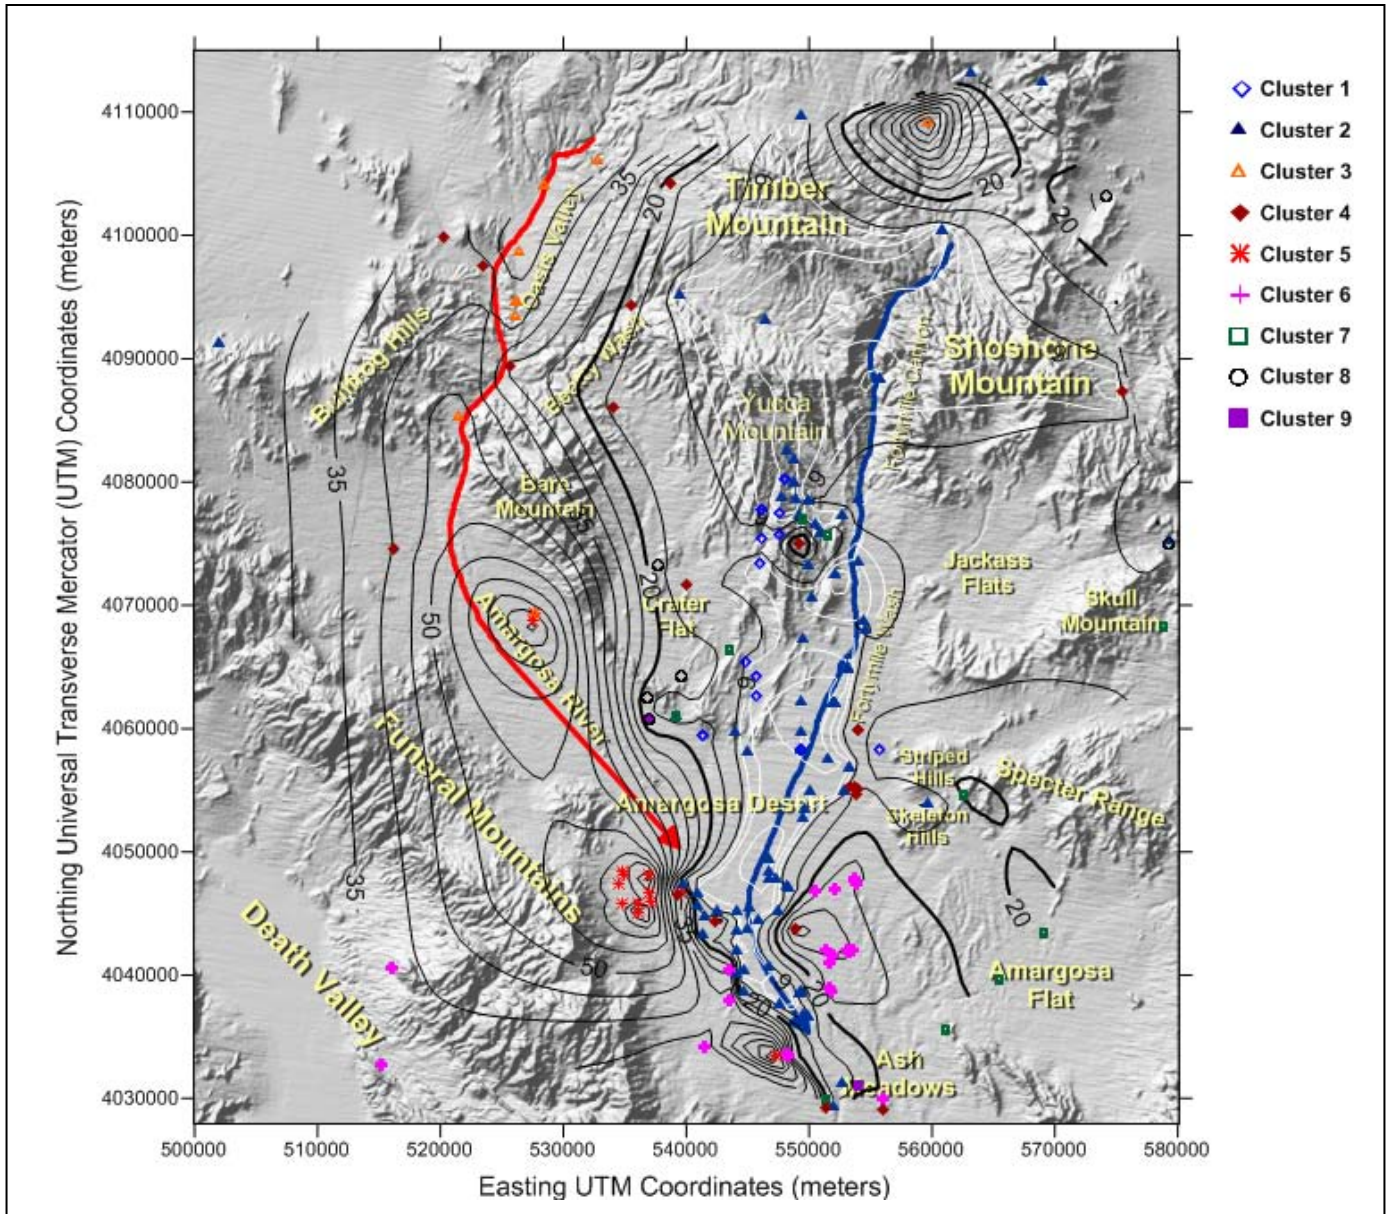 4110000
4100000
4090000
4080000
4070000
4060000
4050000
4040000
4030000
Northing Universal Transverse Mercator (UTM) Coordinates (meters)
500000
510000
520000
530000
540000
550000
560000
570000
580000
Easting UTM Coordinates (meters)
Cluster 1
Cluster 2
Cluster 3
Cluster 4
Cluster 5
Cluster 6
Cluster 7
Cluster 8
Cluster 9
Timber
Mountain
20
20
35
20
Oasis Valley
Bullfrog Hills
Beatty Wash
Fortymile Canyon
Shoshone
Mountain
Yucca
Mountain
35
9
Bare
Mountain
Jackass
Flats
Skull
Mountain
50
20
Crater
Flat
Amargosa River
Fortymile Wash
9
Funeral Mountains
Striped
Hills
Specter Range
Amargosa Desert
Skeleton
Hills
35
20
Death Valley
35
50
9
20
Amargosa
Flat
Ash
Meadows